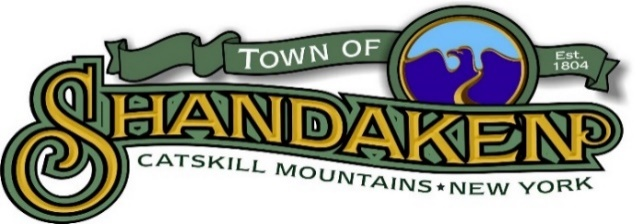 TOWN OF
Est.
1804
SHANDAKEN
CATSKILL MOUNTAINS★NEW YORK